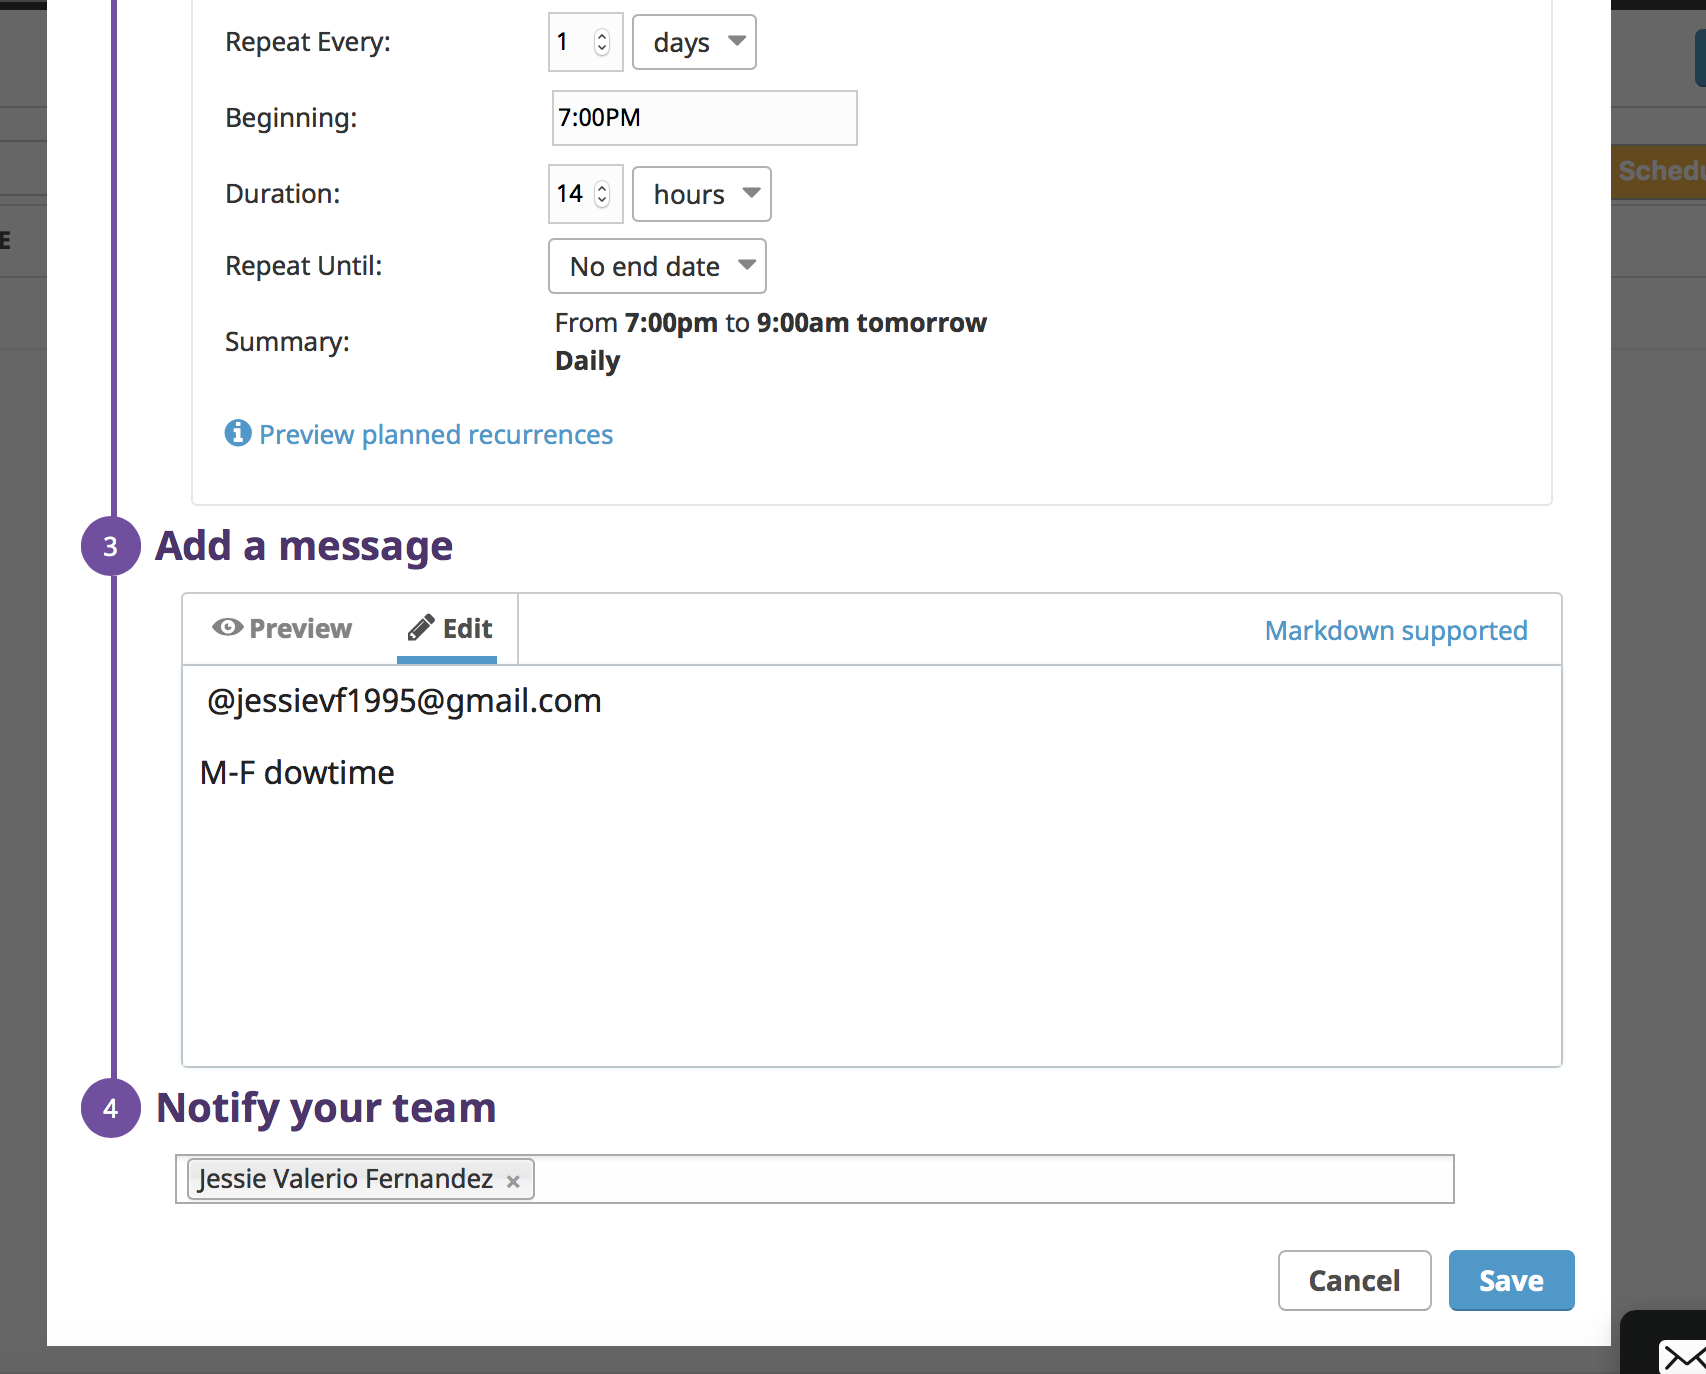 Repeat Every:
1
days
Beginning:
7:00PM
Duration:
14
hours
Schedu
E
Repeat Until:
No end date
Summary:
From 7:00pm to 9:00am tomorrow
Daily
Preview planned recurrences
3
Add a message
Preview
Edit
Markdown supported
@jessievf1995@gmail.com
M-F dowtime
4
Notify your team
Jessie Valerio Fernandez ×
Cancel
Save